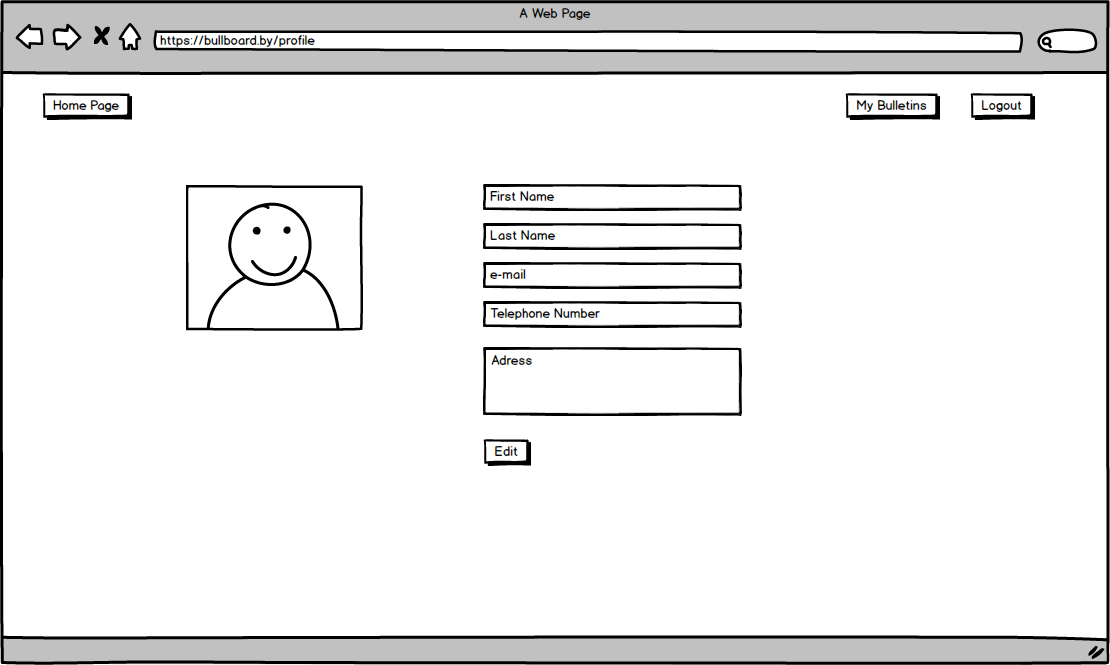 A Web Page
https://bullboard.by/profile
Home Page
My Bulletins
Logout
First Name
Last Name
e-mail
Telephone Number
Adress
Edit